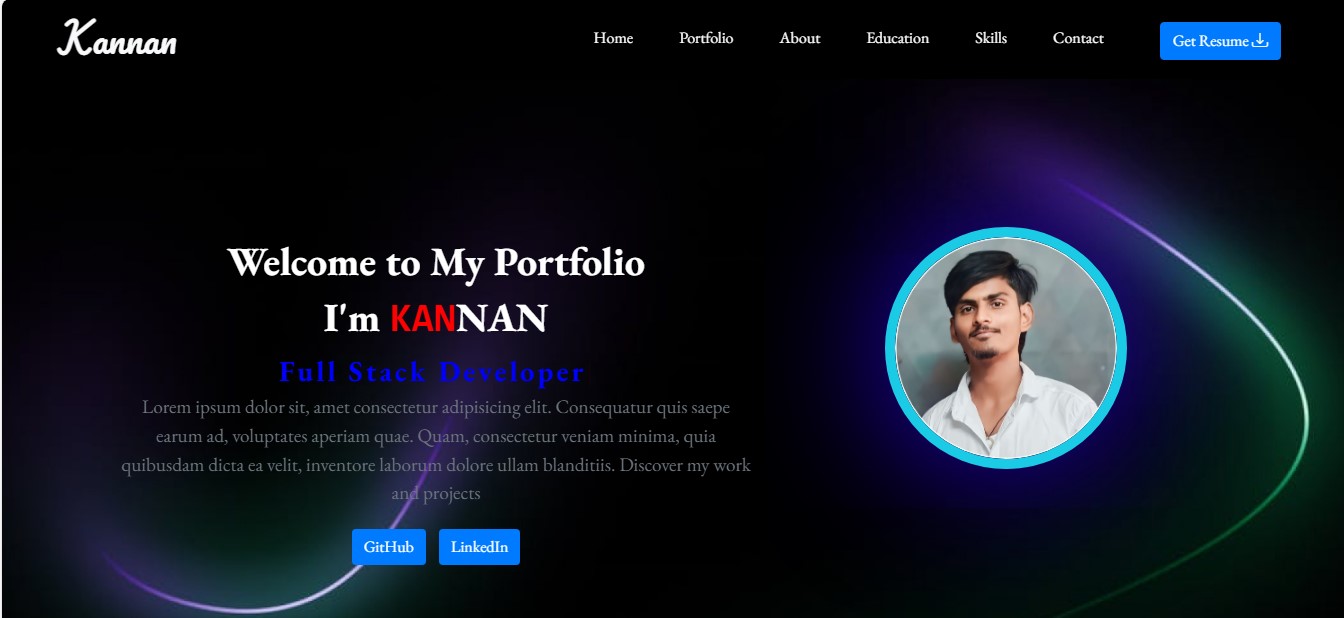 Kannan
Home Portfolio About Education Skills Contact Get Resume
Welcome to My Portfolio
I'm KANNAN
Full Stack Developer
Lorem ipsum dolor sit, amet consectetur adipisicing elit. Consequatur quis saepe
earum ad, voluptates aperiam quae. Quam, consectetur veniam minima, quia
quibusdam dicta ea velit, inventore laborum dolore ullam blanditiis. Discover my work
and projects
GitHub LinkedIn